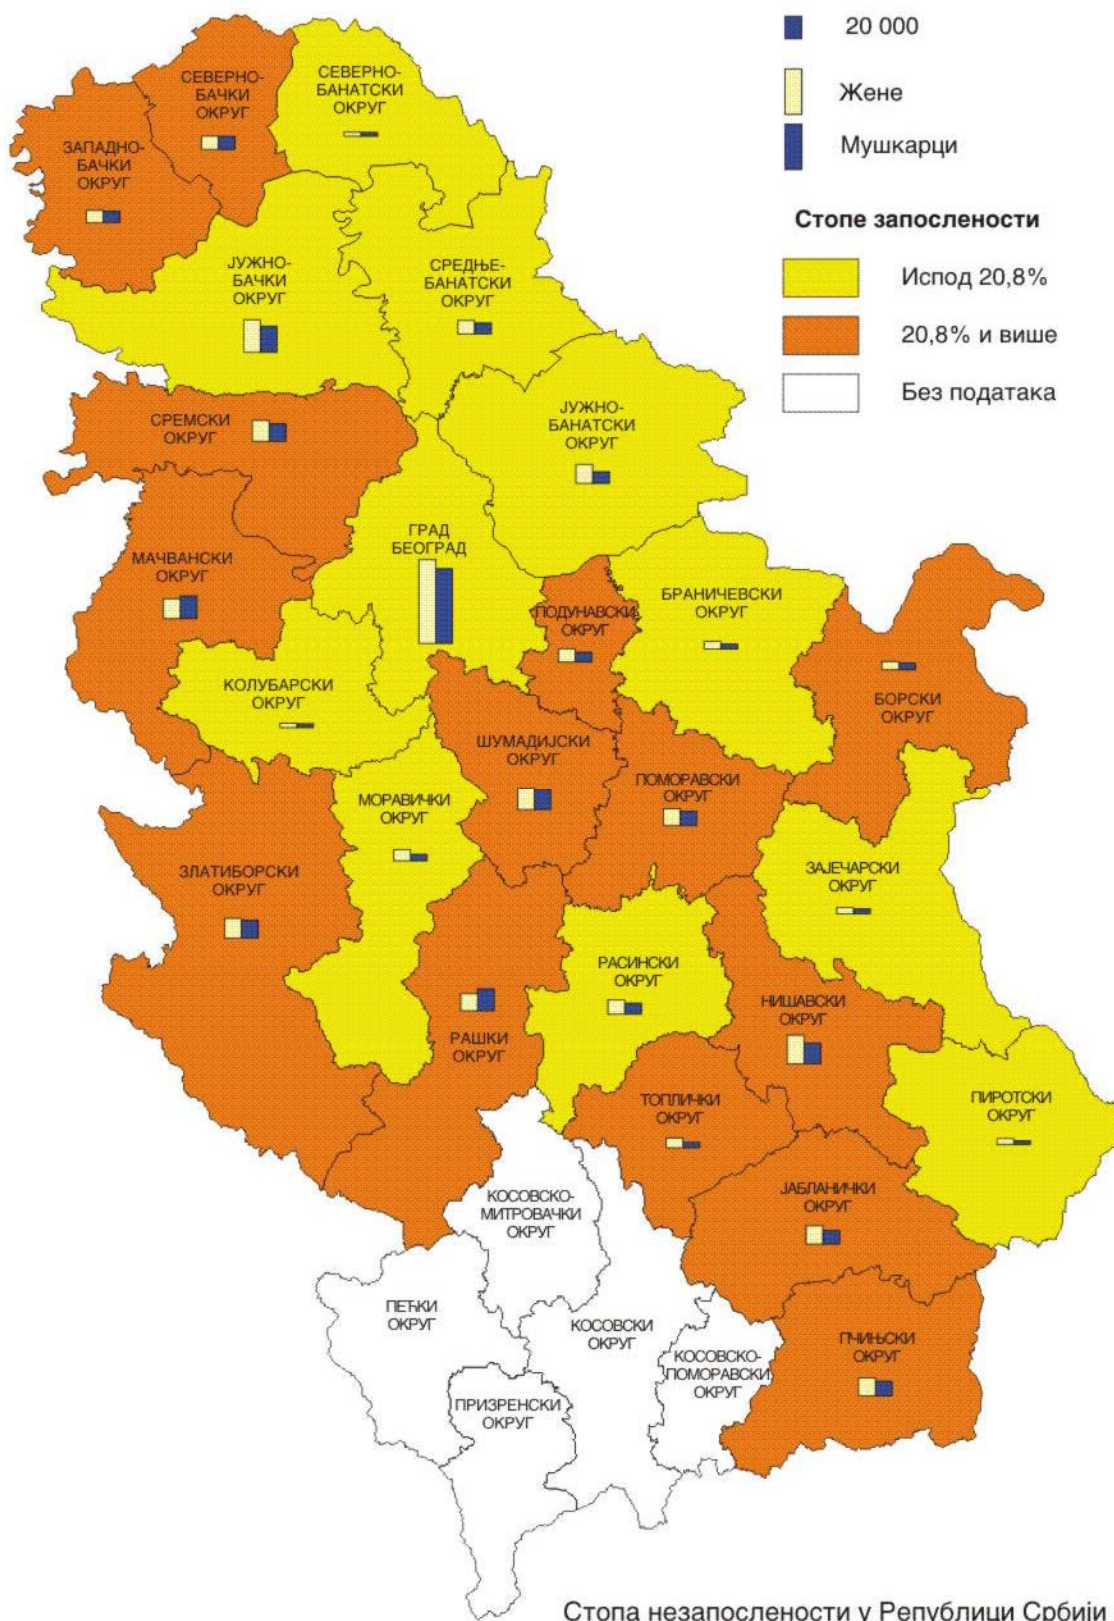 20 000
Жене
Мушкарци
Стопе запослености
Испод 20,8%
20,8% и више
Без података
СЕВЕРНО-
БАЧКИ
ОКРУГ
СЕВЕРНО-
БАНАТСКИ
ОКРУГ
ЗАПАДНО-
БАЧКИ
ОКРУГ
ЈУЖНО-
БАЧКИ
ОКРУГ
СРЕДЊЕ-
БАНАТСКИ
ОКРУГ
СРЕМСКИ
ОКРУГ
ЈУЖНО-
БАНАТСКИ
ОКРУГ
ГРАД
БЕОГРАД
МАЧВАНСКИ
ОКРУГ
ПОДУНАВСКИ
ОКРУГ
БРАНИЧЕВСКИ
ОКРУГ
КОЛУБАРСКИ
ОКРУГ
БОРСКИ
ОКРУГ
ШУМАДИЈСКИ
ОКРУГ
ПОМОРАВСКИ
ОКРУГ
МОРАВИЧКИ
ОКРУГ
ЗЛАТИБОРСКИ
ОКРУГ
ЗАЈЕЧАРСКИ
ОКРУГ
РАСИНСКИ
ОКРУГ
НИШАВСКИ
ОКРУГ
РАШКИ
ОКРУГ
ТОПЛИЧКИ
ОКРУГ
ПИРОТСКИ
ОКРУГ
ЈАБЛАНИЧКИ
ОКРУГ
КОСОВСКО-
МИТРОВАЧКИ
ОКРУГ
ПЕЋКИ
ОКРУГ
КОСОВСКИ
ОКРУГ
КОСОВСКО-
ПОМОРАВСКИ
ОКРУГ
ПЧИЊСКИ
ОКРУГ
ПРИЗРЕНСКИ
ОКРУГ
Стопа незапослености у Републици Србији